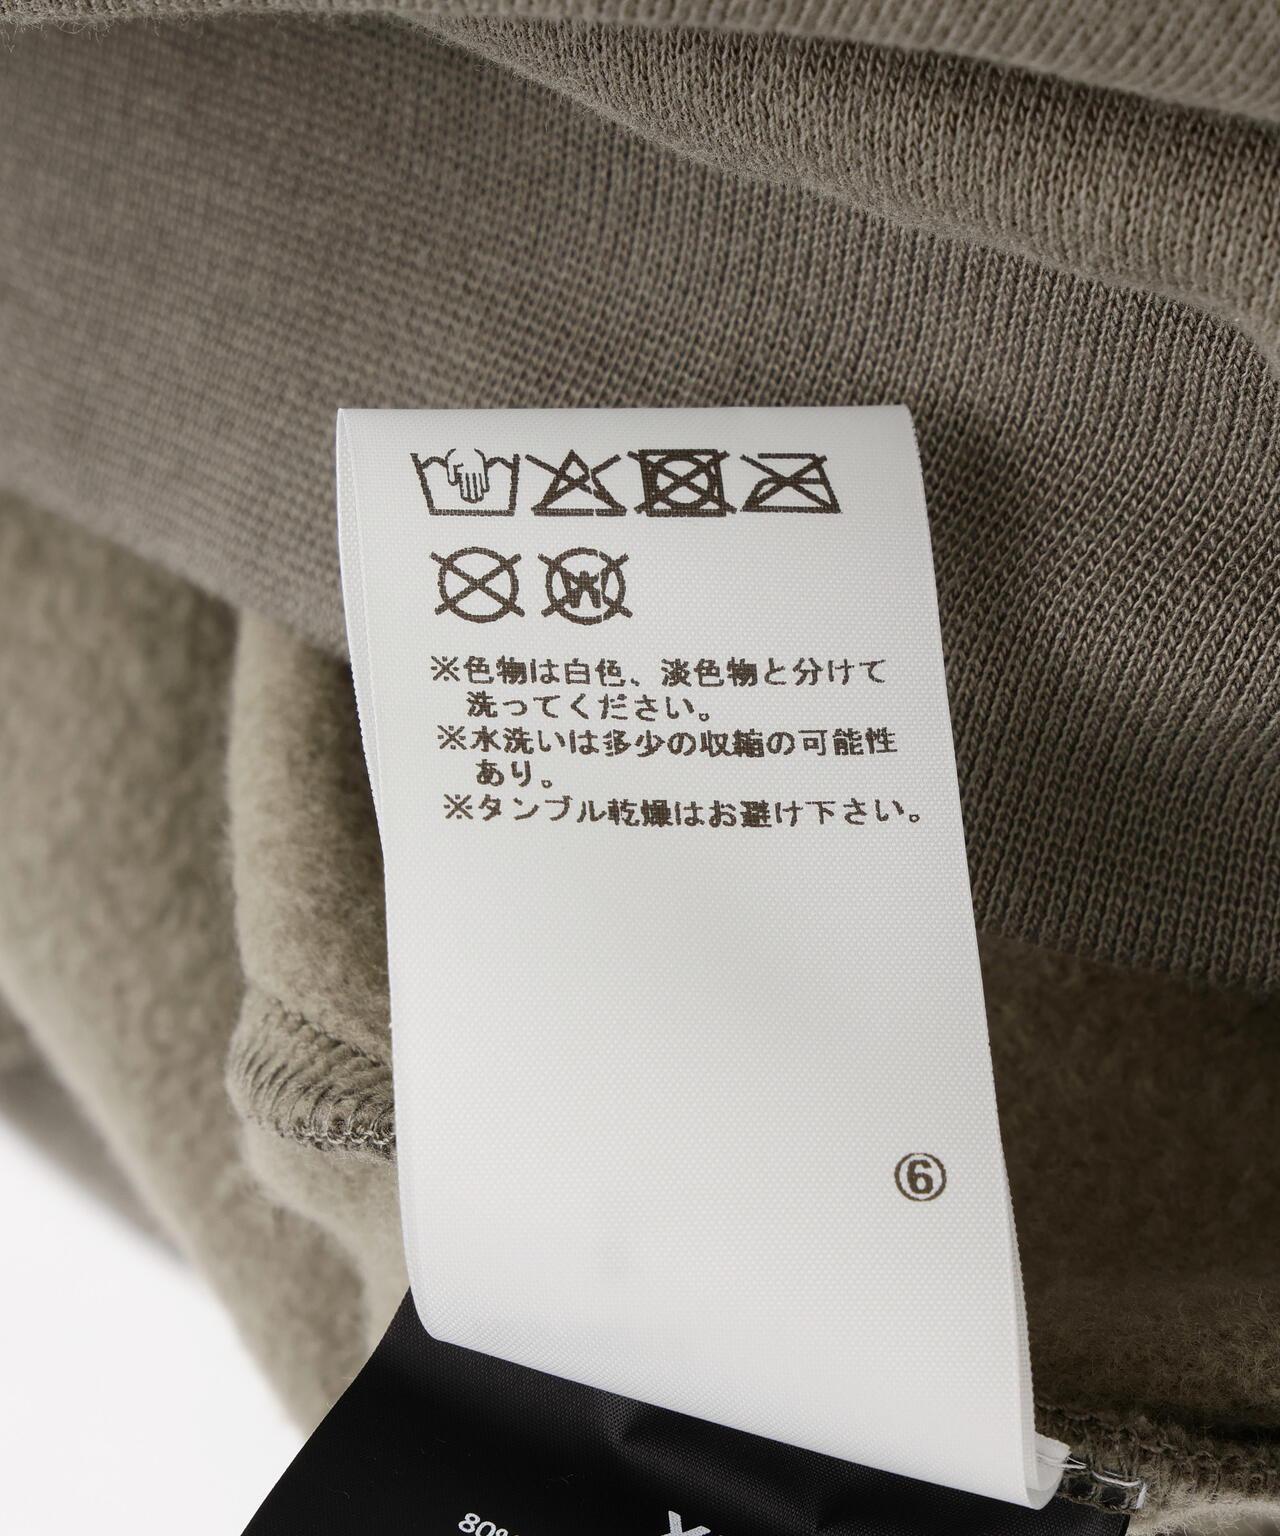 ※色物は白色、淡色物と分けて
洗ってください。
※水洗いは多少の収縮の可能性
あり。
※タンブル乾燥はお避け下さい。
⑥